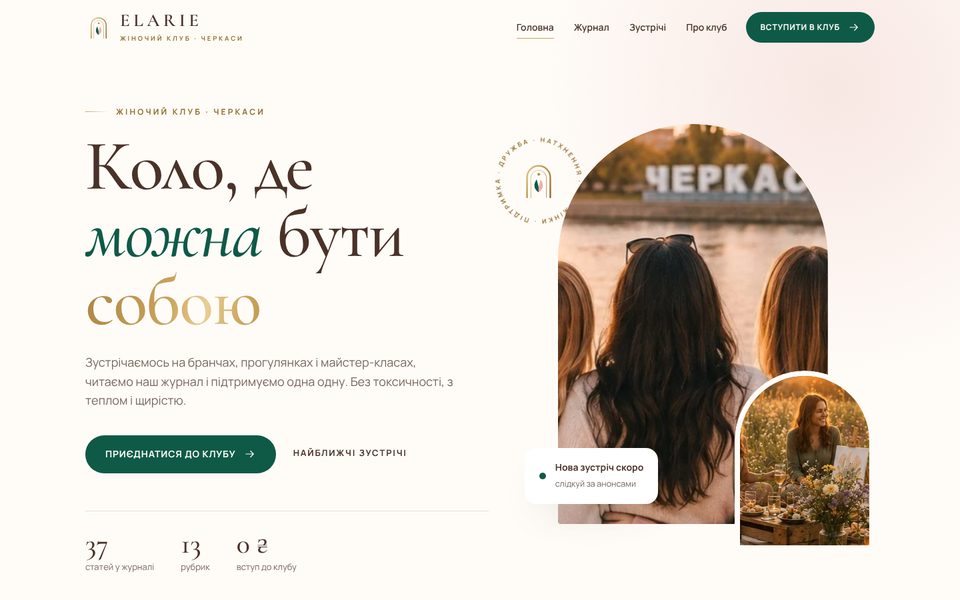 ELARIE
ЖІНОЧИЙ КЛУБ · ЧЕРКАСИ
Головна
Журнал
Зустрічі
Про клуб
ВСТУПИТИ В КЛУБ →
ЖІНОЧИЙ КЛУБ · ЧЕРКАСИ
Коло, де
можна бути
собою
Зустрічаємось на бранчах, прогулянках і майстер-класах,
читаємо наш журнал і підтримуємо одна одну. Без токсичності, з
теплом і щирістю.
ПРИЄДНАТИСЯ ДО КЛУБУ →
НАЙБЛИЖЧІ ЗУСТРІЧІ
37
статей у журналі
13
рубрик
0 ₴
вступ до клубу
· ДРУЖБА · НАТХНЕННЯ · ЖІНКИ · ПІДТРИМКА
ЧЕРКАС
Нова зустріч скоро
слідкуй за анонсами